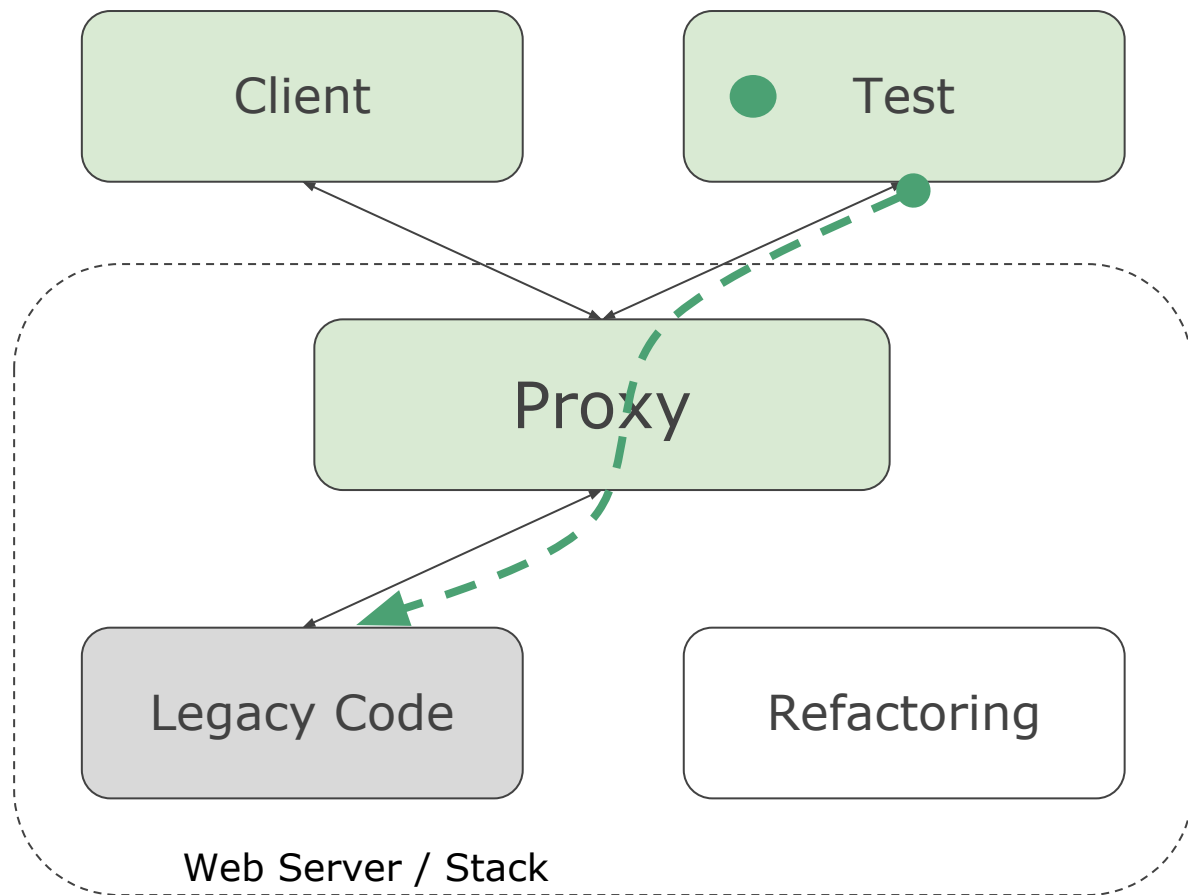 Client
Test
Proxy
Legacy Code
Refactoring
Web Server / Stack